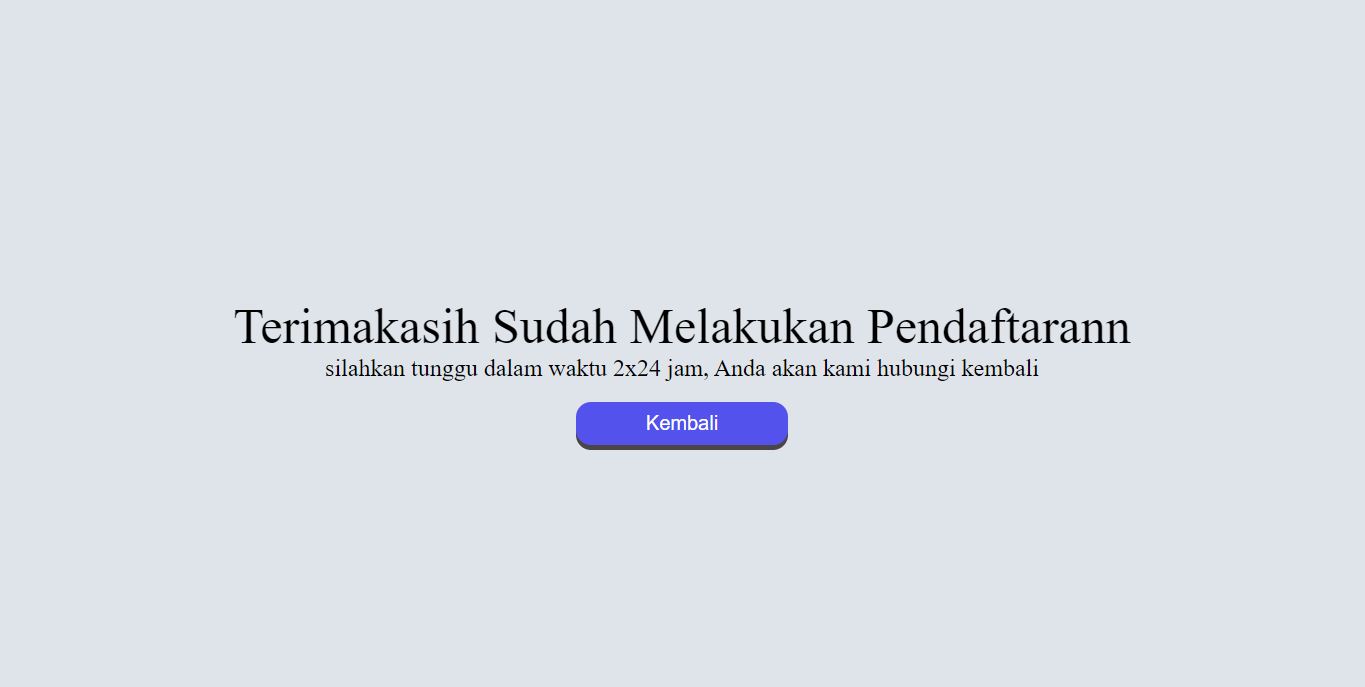 Terimakasih Sudah Melakukan Pendaftarann
silahkan tunggu dalam waktu 2x24 jam, Anda akan kami hubungi kembali
Kembali